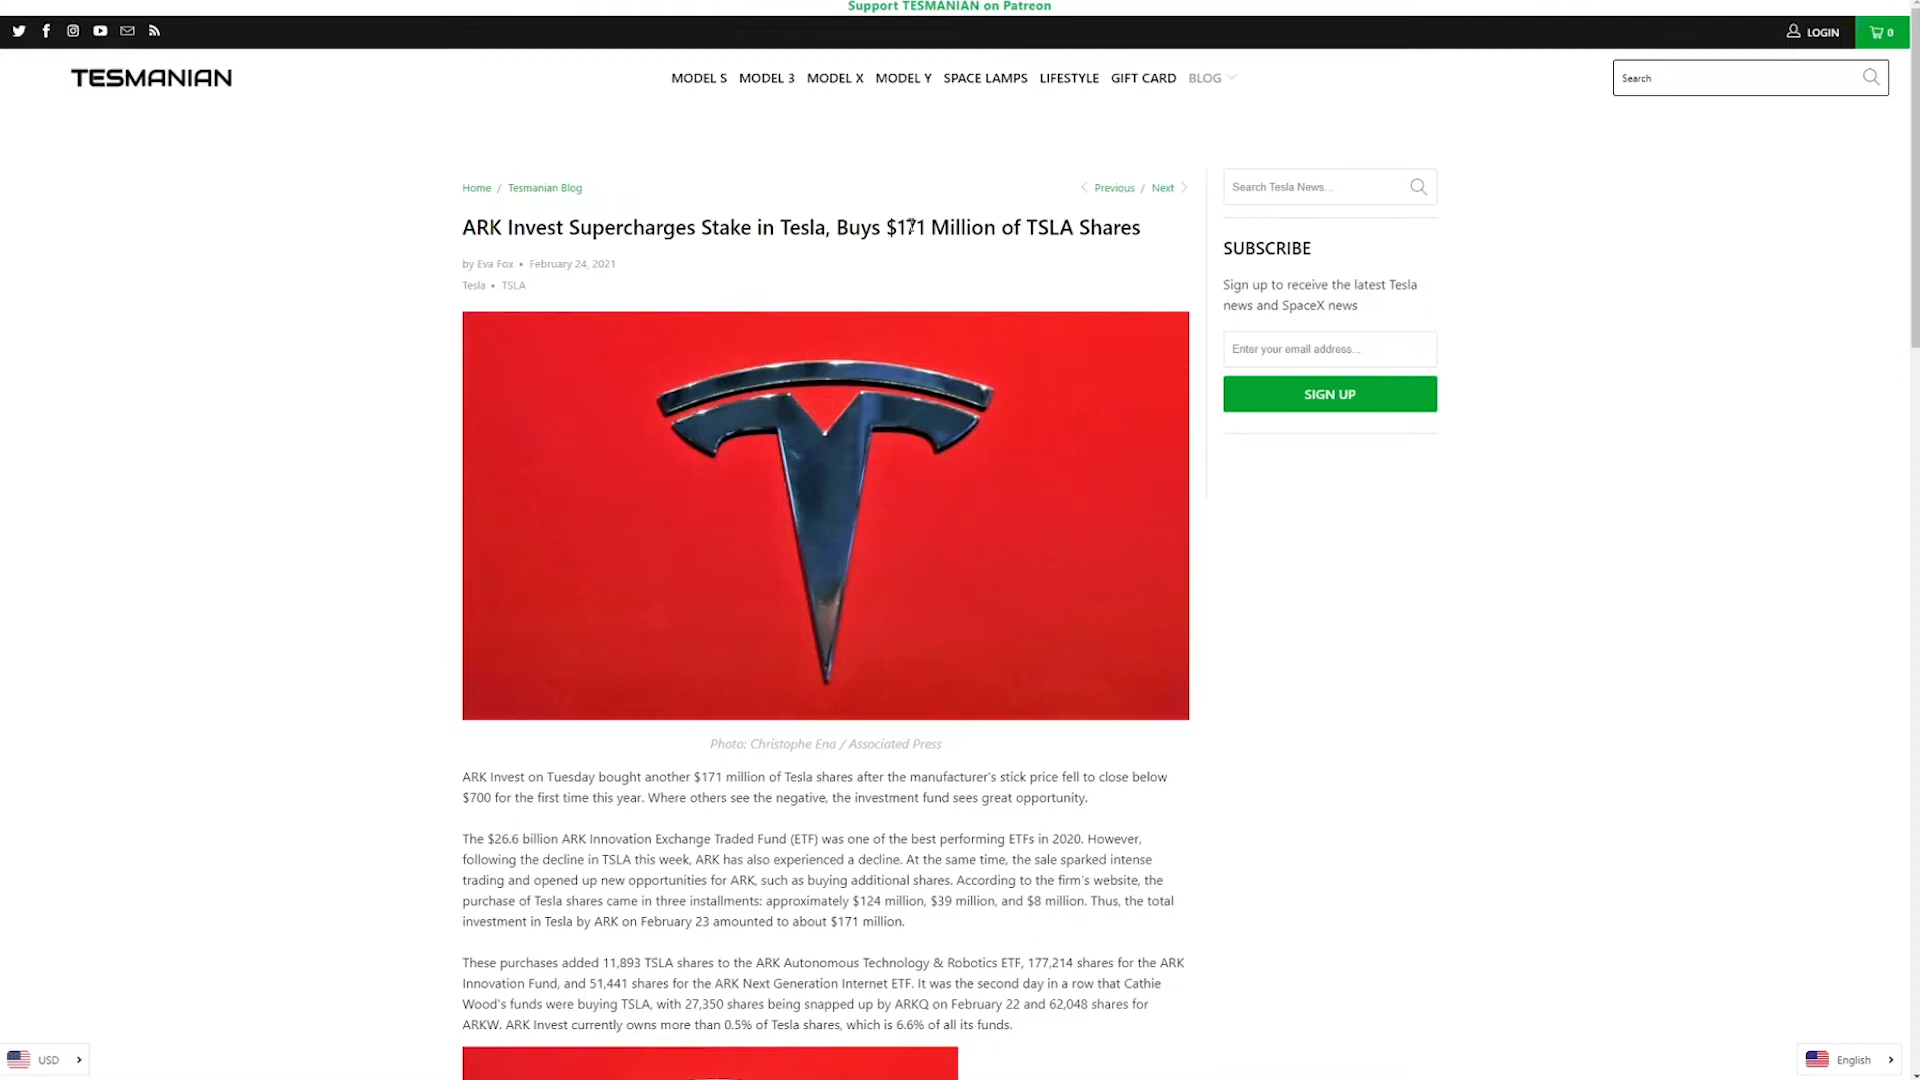 Support TESMANIAN on Patreon
LOGIN
0
TESMANIAN
MODEL S MODEL 3 MODEL X MODEL Y SPACE LAMPS LIFESTYLE GIFT CARD BLOG
Search
Home / Tesmanian Blog
Previous / Next
ARK Invest Supercharges Stake in Tesla, Buys $171 Million of TSLA Shares
by Eva Fox • February 24, 2021
Tesla • TSLA
Photo: Christophe Ena / Associated Press
ARK Invest on Tuesday bought another $171 million of Tesla shares after the manufacturer's stick price fell to close below
$700 for the first time this year. Where others see the negative, the investment fund sees great opportunity.
The $26.6 billion ARK Innovation Exchange Traded Fund (ETF) was one of the best performing ETFs in 2020. However,
following the decline in TSLA this week, ARK has also experienced a decline. At the same time, the sale sparked intense
trading and opened up new opportunities for ARK, such as buying additional shares. According to the firm's website, the
purchase of Tesla shares came in three installments: approximately $124 million, $39 million, and $8 million. Thus, the total
investment in Tesla by ARK on February 23 amounted to about $171 million.
These purchases added 11,893 TSLA shares to the ARK Autonomous Technology & Robotics ETF, 177,214 shares for the ARK
Innovation Fund, and 51,441 shares for the ARK Next Generation Internet ETF. It was the second day in a row that Cathie
Wood's funds were buying TSLA, with 27,350 shares being snapped up by ARKQ on February 22 and 62,048 shares for
ARKW. ARK Invest currently owns more than 0.5% of Tesla shares, which is 6.6% of all its funds.
Search Tesla News...
SUBSCRIBE
Sign up to receive the latest Tesla
news and SpaceX news
Enter your email address...
SIGN UP
USD
English